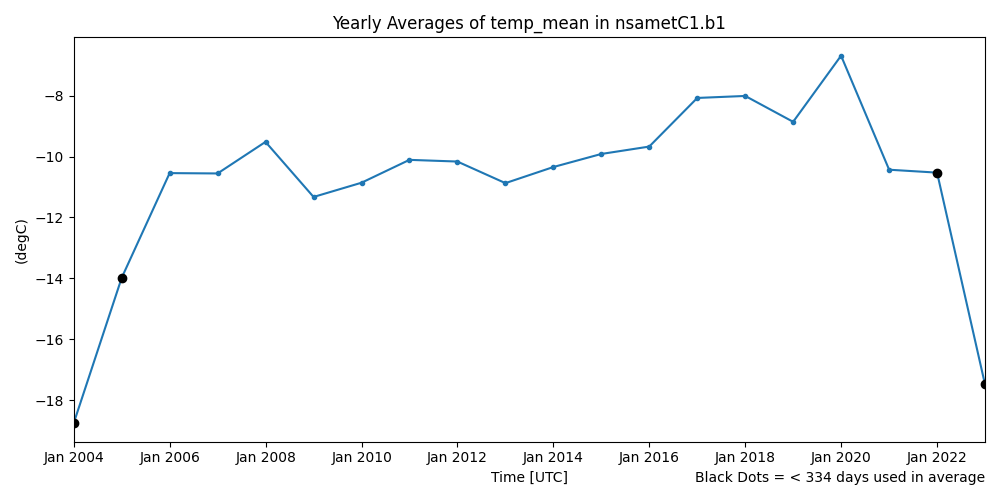 Yearly Averages of temp_mean in nsametC1.b1
(degC)
−8
−10
−12
−14
−16
−18
Jan 2004 Jan 2006 Jan 2008 Jan 2010 Jan 2012 Jan 2014 Jan 2016 Jan 2018 Jan 2020 Jan 2022
Time [UTC]
Black Dots = < 334 days used in average